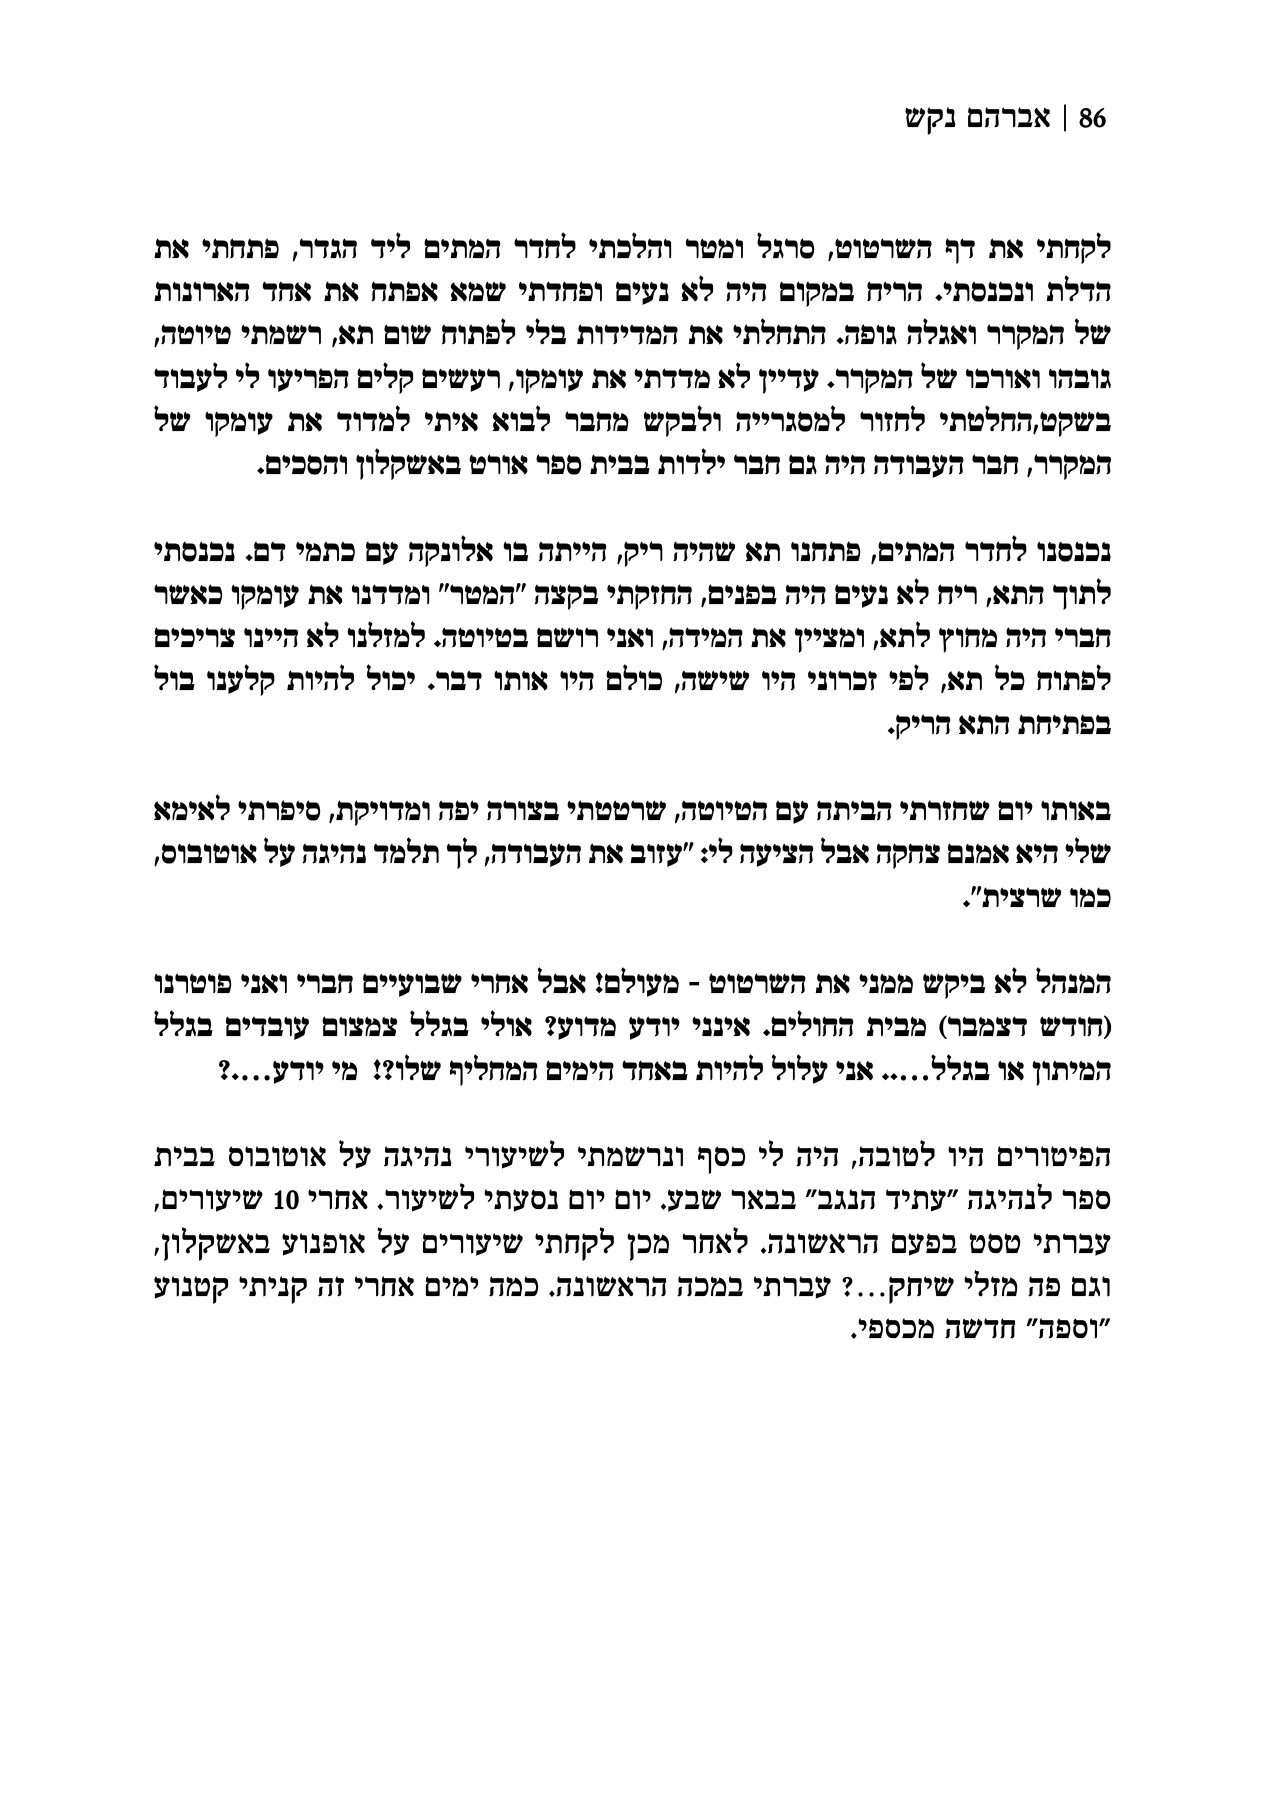 86 | אברהם נקש
לקחתי את דף השרטוט, סרגל ומטר והלכתי לחדר המתים ליד הגדר, פתחתי את
הדלת ונכנסתי. הריח במקום היה לא נעים ופחדתי שמא אפתח את אחד הארונות
של המקרר ואגלה גופה. התחלתי את המדידות בלי לפתוח שום תא, רשמתי טיוטה,
גובהו ואורכו של המקרר. עדיין לא מדדתי את עומקו, רעשים קלים הפריעו לי לעבוד
בשקט,החלטתי לחזור למסגרייה ולבקש מחבר לבוא איתי למדוד את עומקו של
המקרר, חבר העבודה היה גם חבר ילדות בבית ספר אורט באשקלון והסכים.
נכנסנו לחדר המתים, פתחנו תא שהיה ריק, הייתה בו אלונקה עם כתמי דם. נכנסתי
לתוך התא, ריח לא נעים היה בפנים, החזקתי בקצה "המטר" ומדדנו את עומקו כאשר
חברי היה מחוץ לתא, ומציין את המידה, ואני רושם בטיוטה. למזלנו לא היינו צריכים
לפתוח כל תא, לפי זכרוני היו שישה, כולם היו אותו דבר. יכול להיות קלענו בול
בפתיחת התא הריק.
באותו יום שחזרתי הביתה עם הטיוטה, שרטטתי בצורה יפה ומדויקת, סיפרתי לאימא
שלי היא אמנם צחקה אבל הציעה לי: "עזוב את העבודה, לך תלמד נהיגה על אוטובוס,
כמו שרצית".
המנהל לא ביקש ממני את השרטוט - מעולם! אבל אחרי שבועיים חברי ואני פוטרנו
(חודש דצמבר) מבית החולים. אינני יודע מדוע? אולי בגלל צמצום עובדים בגלל
המיתון או בגלל..... אני עלול להיות באחד הימים המחליף שלו?! מי יודע....?
הפיטורים היו לטובה, היה לי כסף ונרשמתי לשיעורי נהיגה על אוטובוס בבית
ספר לנהיגה "עתיד הנגב" בבאר שבע. יום יום נסעתי לשיעור. אחרי 10 שיעורים,
עברתי טסט בפעם הראשונה. לאחר מכן לקחתי שיעורים על אופנוע באשקלון,
וגם פה מזלי שיחק...? עברתי במכה הראשונה. כמה ימים אחרי זה קניתי קטנוע
"וספה" חדשה מכספי.